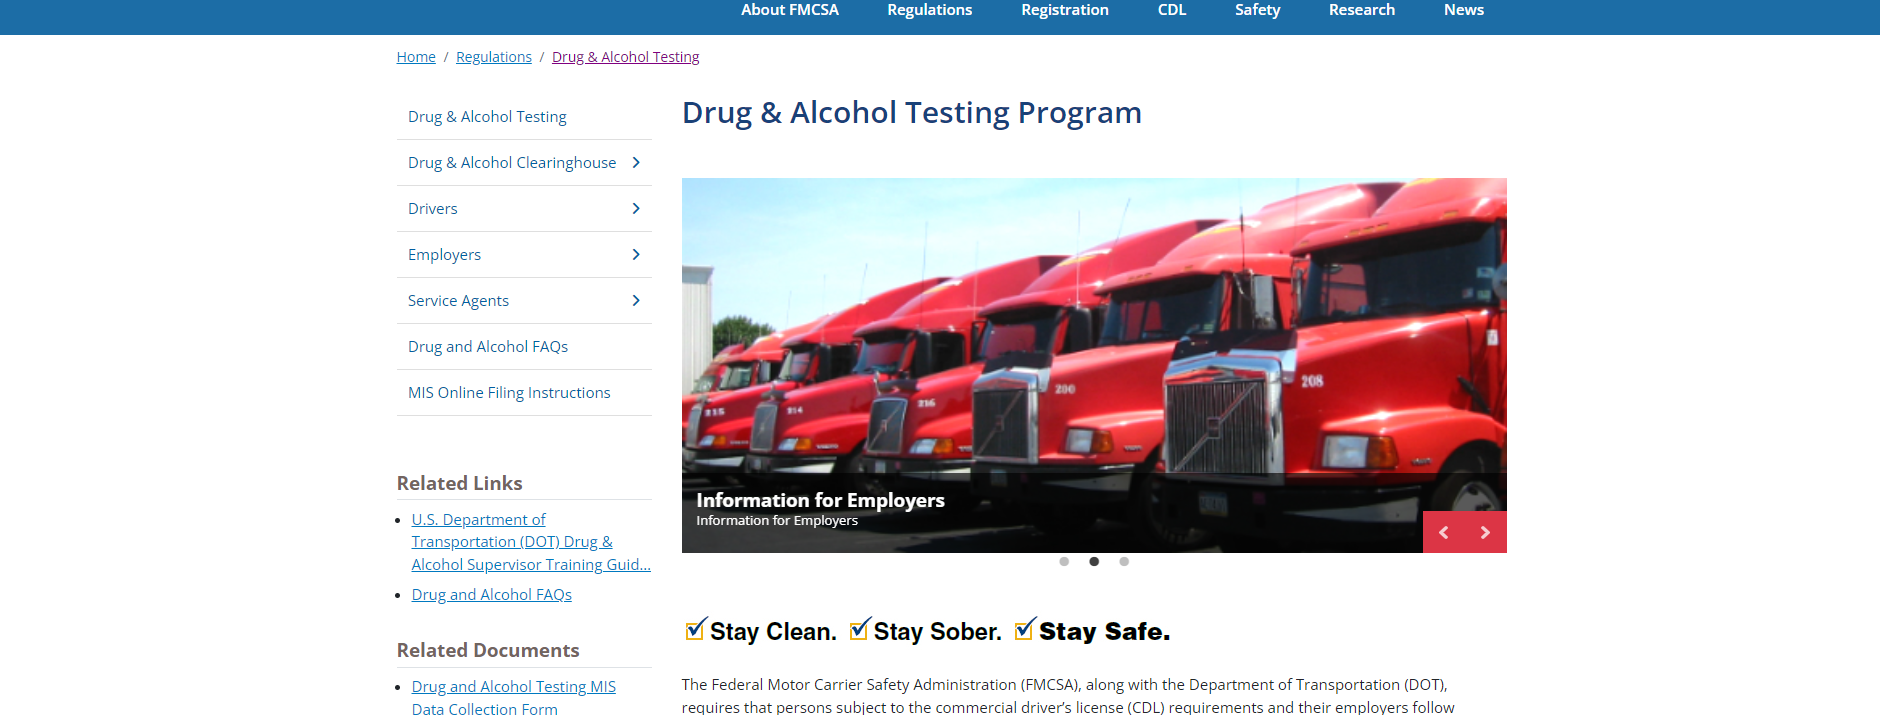 About FMCSA Regulations Registration CDL Safety Research News
Home / Regulations / Drug & Alcohol Testing
Drug & Alcohol Testing
Drug & Alcohol Clearinghouse
Drivers
Employers
Service Agents
Drug and Alcohol FAQs
MIS Online Filing Instructions
Related Links
U.S. Department of
Transportation (DOT) Drug &
Alcohol Supervisor Training Guid...
Drug and Alcohol FAQs
Related Documents
Drug and Alcohol Testing MIS
Data Collection Form
Drug & Alcohol Testing Program
215
214
216
206
208
Information for Employers
Information for Employers
Stay Clean. Stay Sober. Stay Safe.
The Federal Motor Carrier Safety Administration (FMCSA), along with the Department of Transportation (DOT),
requires that persons subject to the commercial driver's license (CDL) requirements and their employers follow